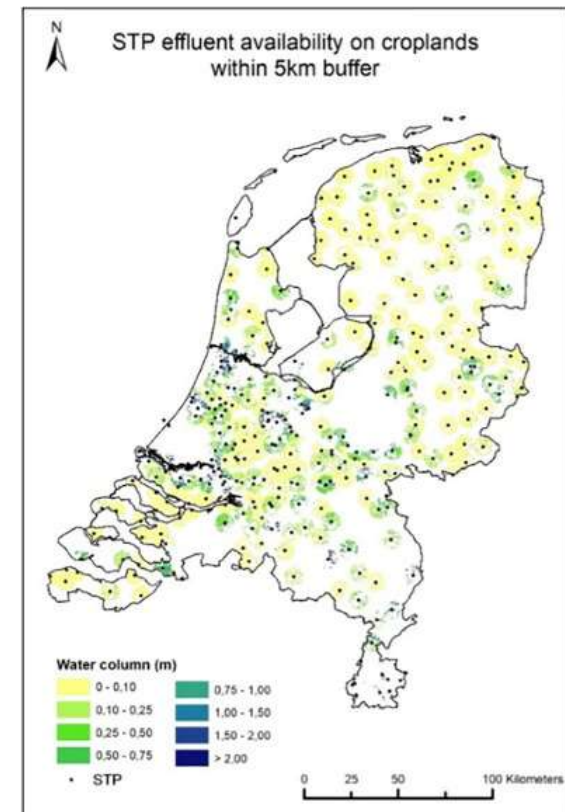 N
STP effluent availability on croplands
within 5km buffer
Water column (m)
0 - 0,10
0,10 - 0,25
0,25 - 0,50
0,50 - 0,75
0,75 - 1,00
1,00 - 1,50
1,50 - 2,00
> 2,00
STP
0 25 50 100 Kilometers